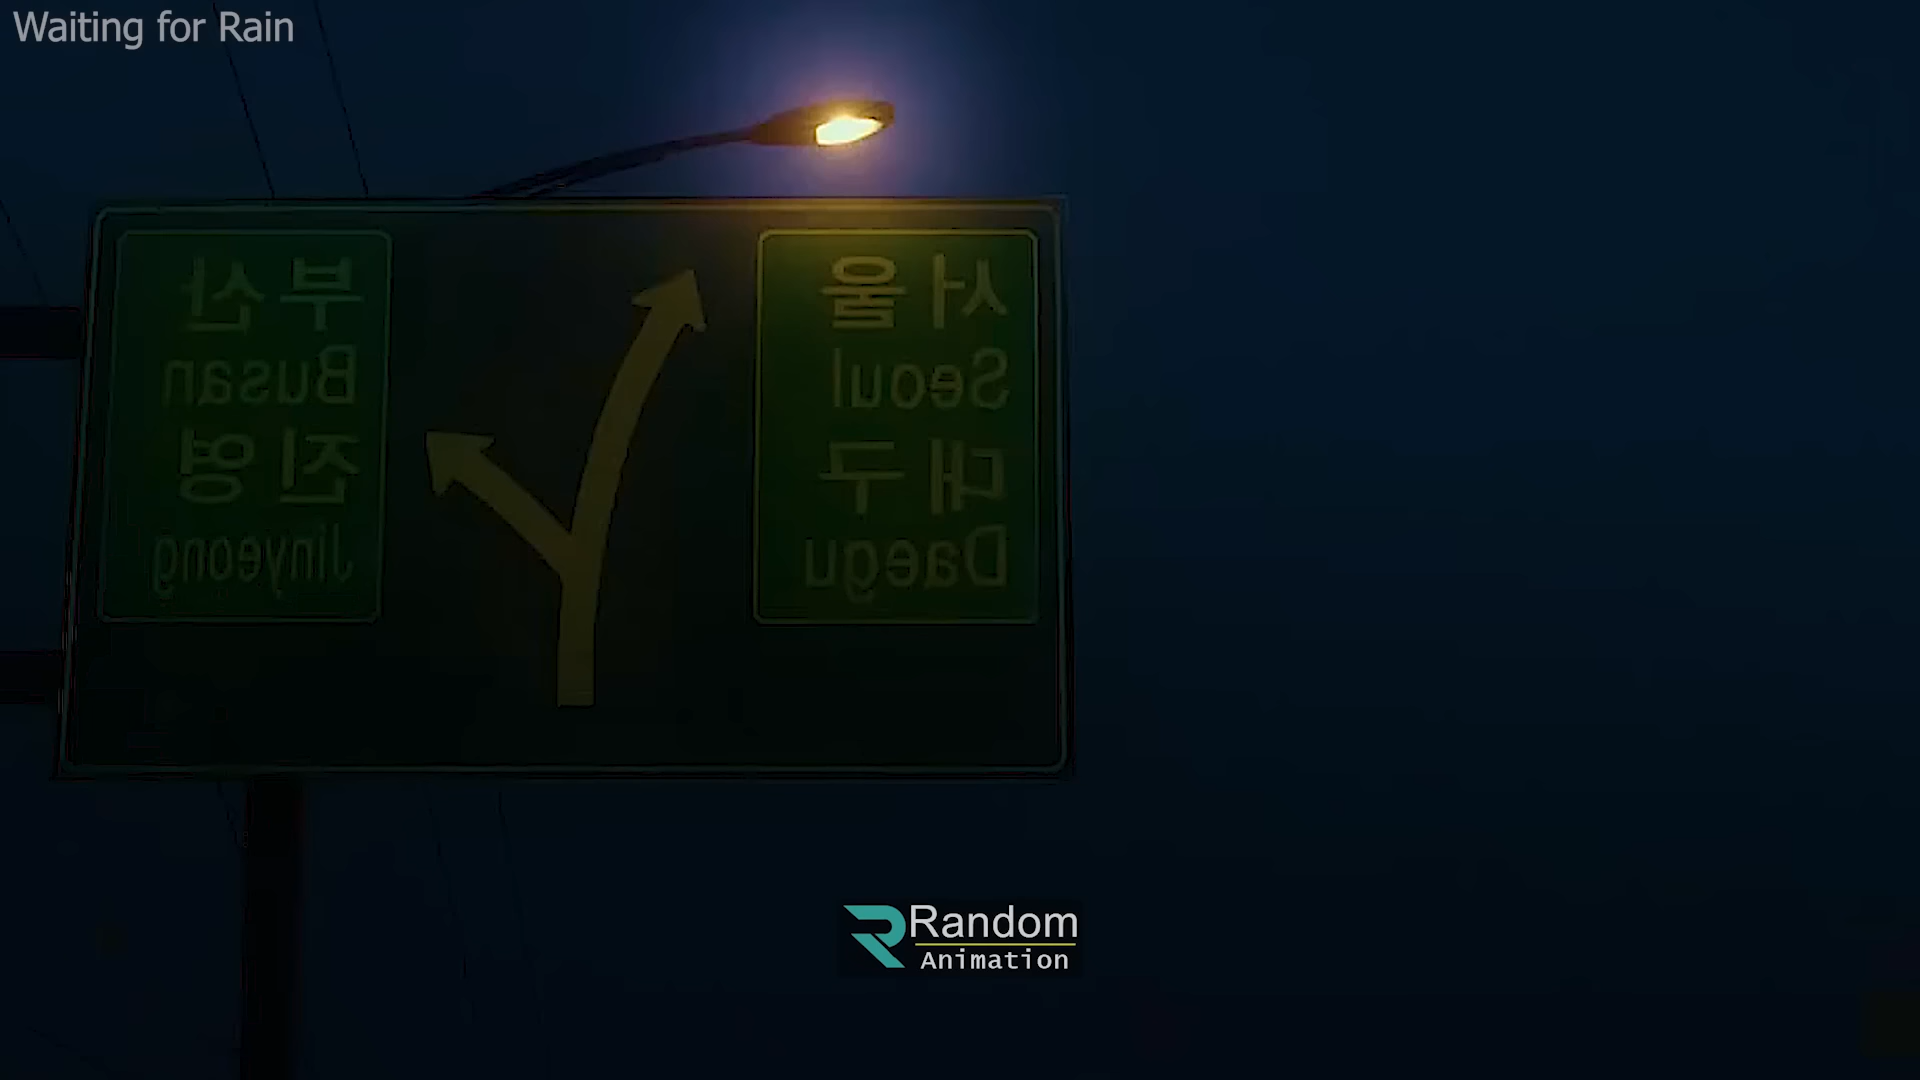 Waiting for Rain
부산
Busan
진영
Jinyeong
서울
Seoul
대구
Daegu
Random
Animation